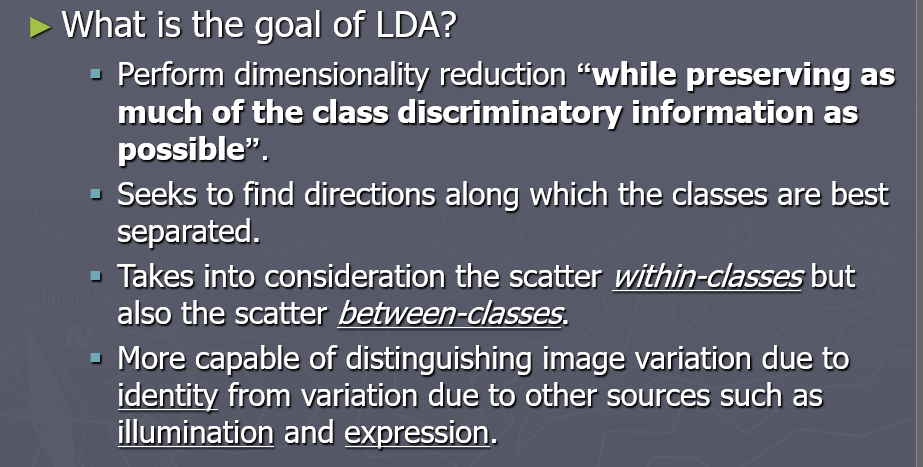 ► What is the goal of LDA?
▪ Perform dimensionality reduction “while preserving as
much of the class discriminatory information as
possible”.
▪ Seeks to find directions along which the classes are best
separated.
▪ Takes into consideration the scatter within-classes but
also the scatter between-classes.
▪ More capable of distinguishing image variation due to
identity from variation due to other sources such as
illumination and expression.